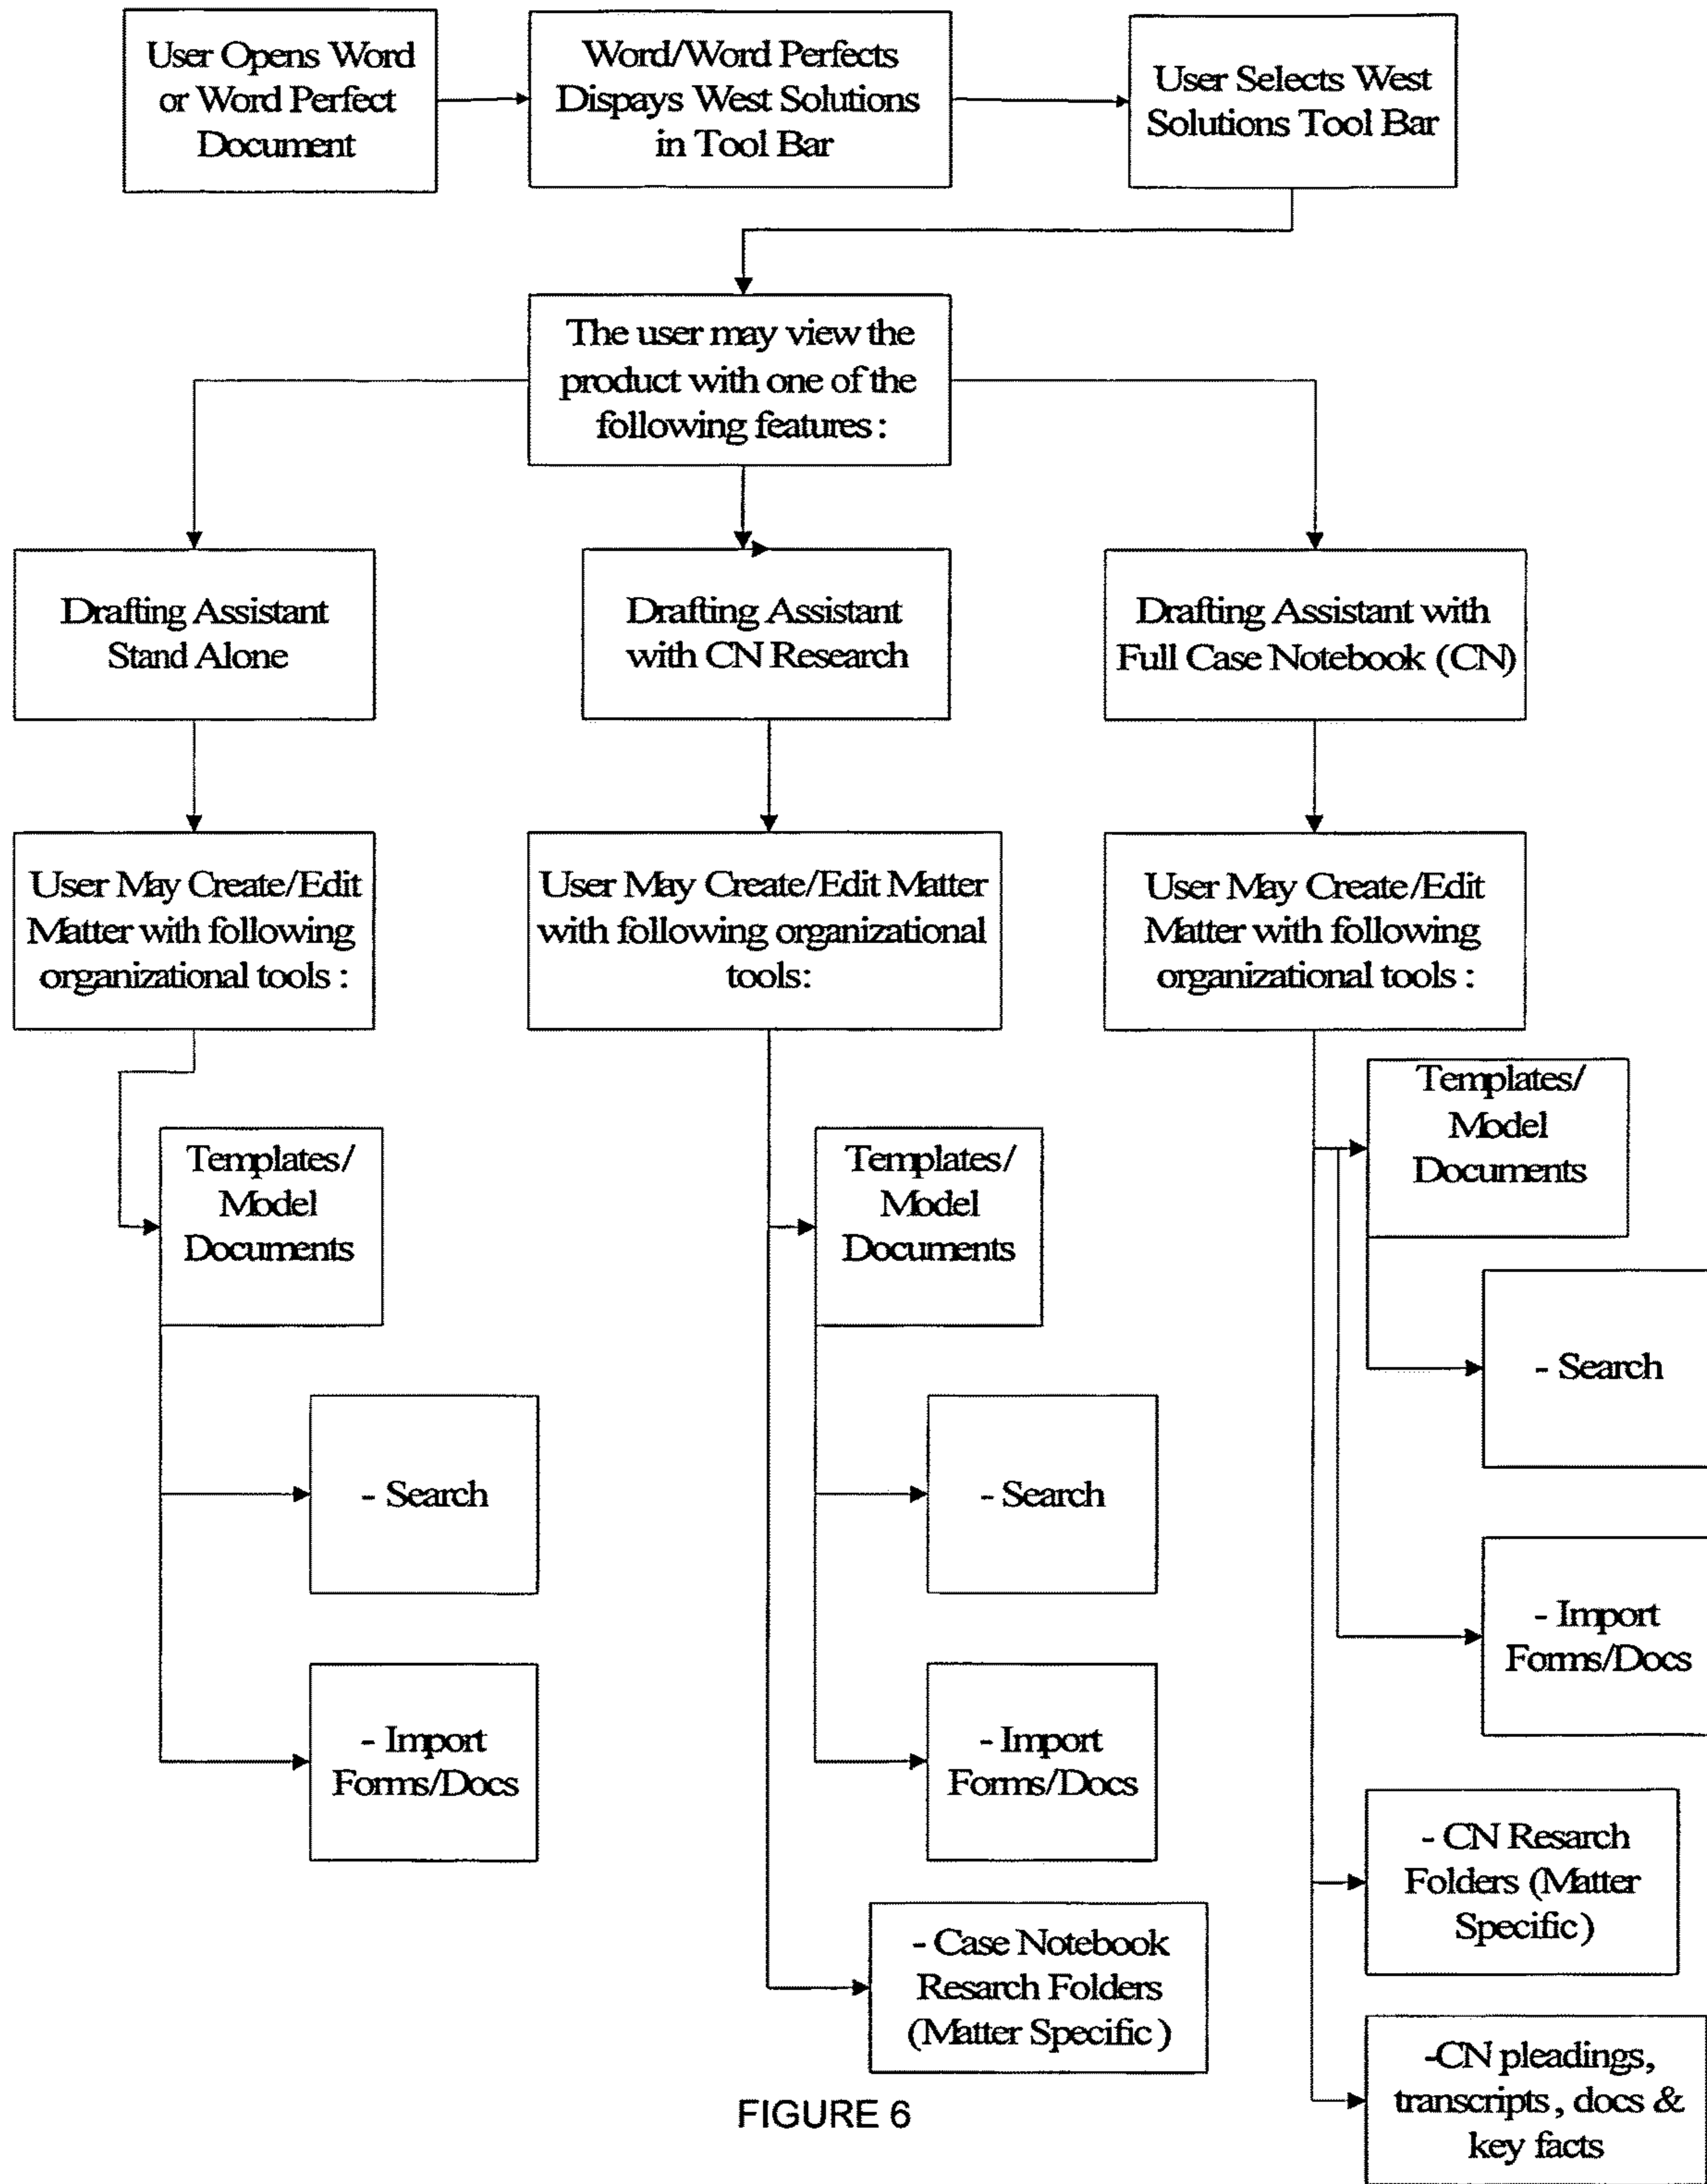 User Opens Word
or Word Perfect
Document
Word/Word Perfects
Dispays West Solutions
in Tool Bar
User Selects West
Solutions Tool Bar
The user may view the
product with one of the
following features :
Drafting Assistant
Stand Alone
Drafting Assistant
with CN Research
Drafting Assistant with
Full Case Notebook (CN)
User May Create/Edit
Matter with following
organizational tools :
User May Create/Edit Matter
with following organizational
tools:
User May Create/Edit
Matter with following
organizational tools :
Templates/
Model
Documents
- Search
- Import
Forms/Docs
Templates/
Model
Documents
- Search
- Import
Forms/Docs
- Case Notebook
Resarch Folders
(Matter Specific )
Templates/
Model
Documents
- Search
- Import
Forms/Docs
- CN Resarch
Folders (Matter
Specific )
-CN pleadings,
transcripts , docs &
key facts
FIGURE 6